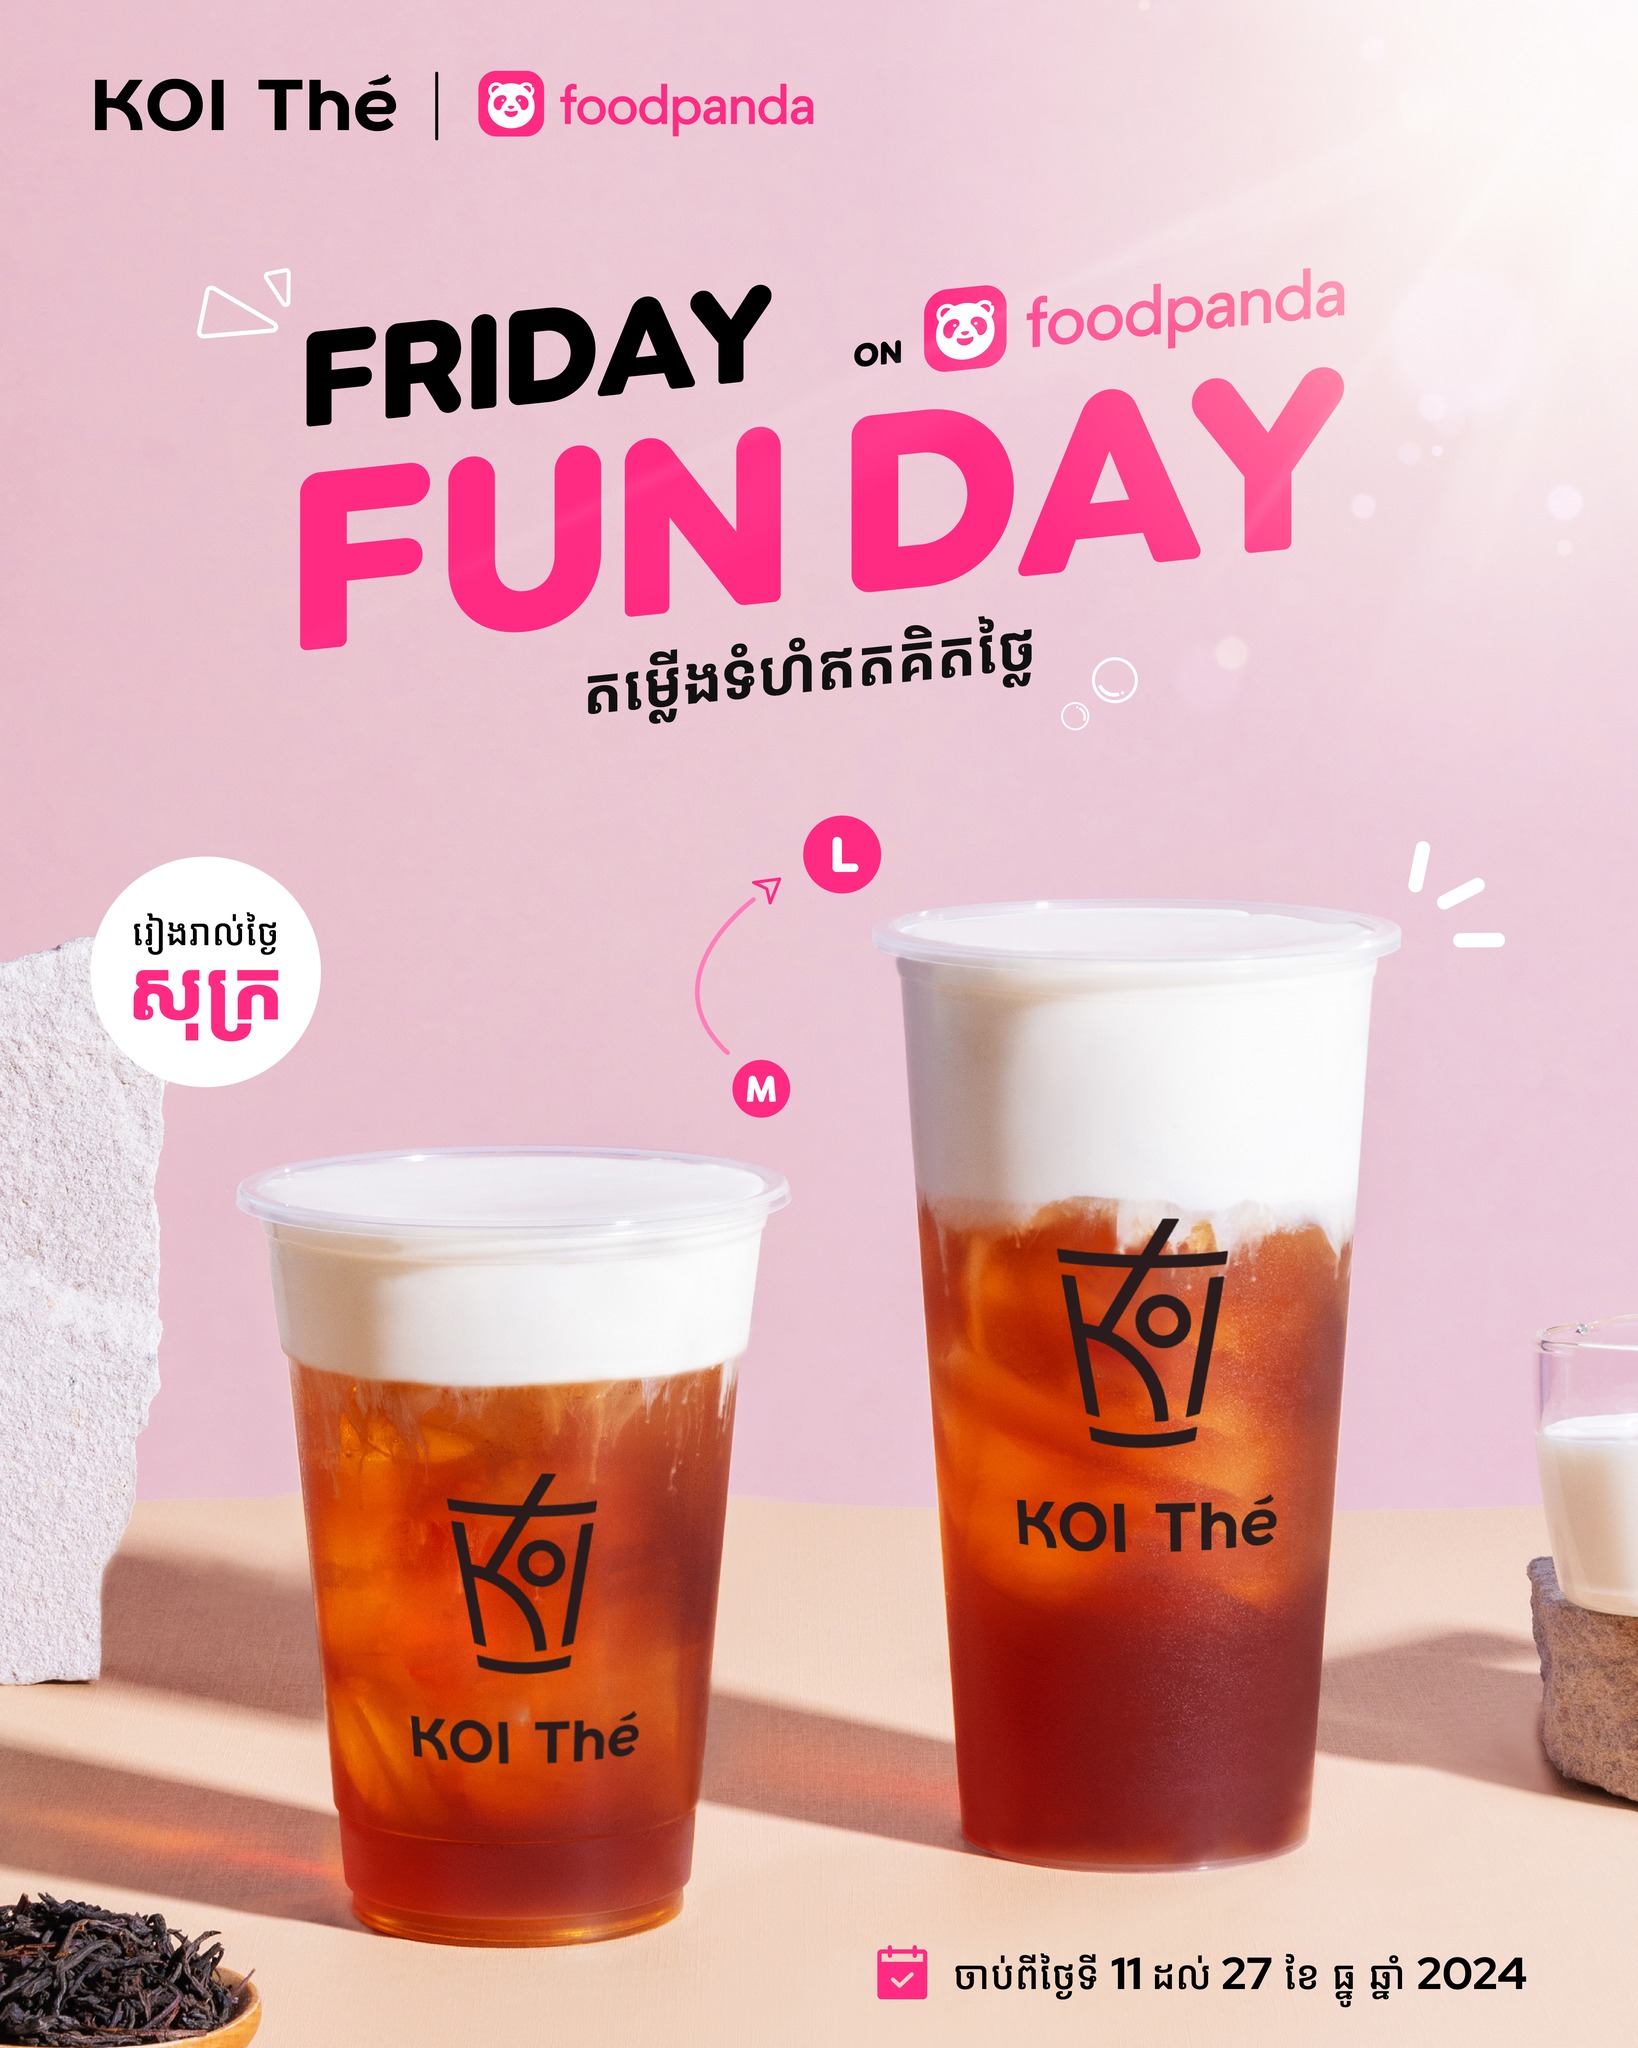 KOI Thé | foodpanda
FRIDAY ON foodpanda
FUN DAY
តម្លើងទំហំឥតគិតថ្លៃ
L
រៀងរាល់ថ្ងៃ
សុក្រ
M
KOI
KOI Thé
KOI
KOI Thé
ចាប់ពីថ្ងៃទី 11 ដល់ 27 ខែ ធ្នូ ឆ្នាំ 2024